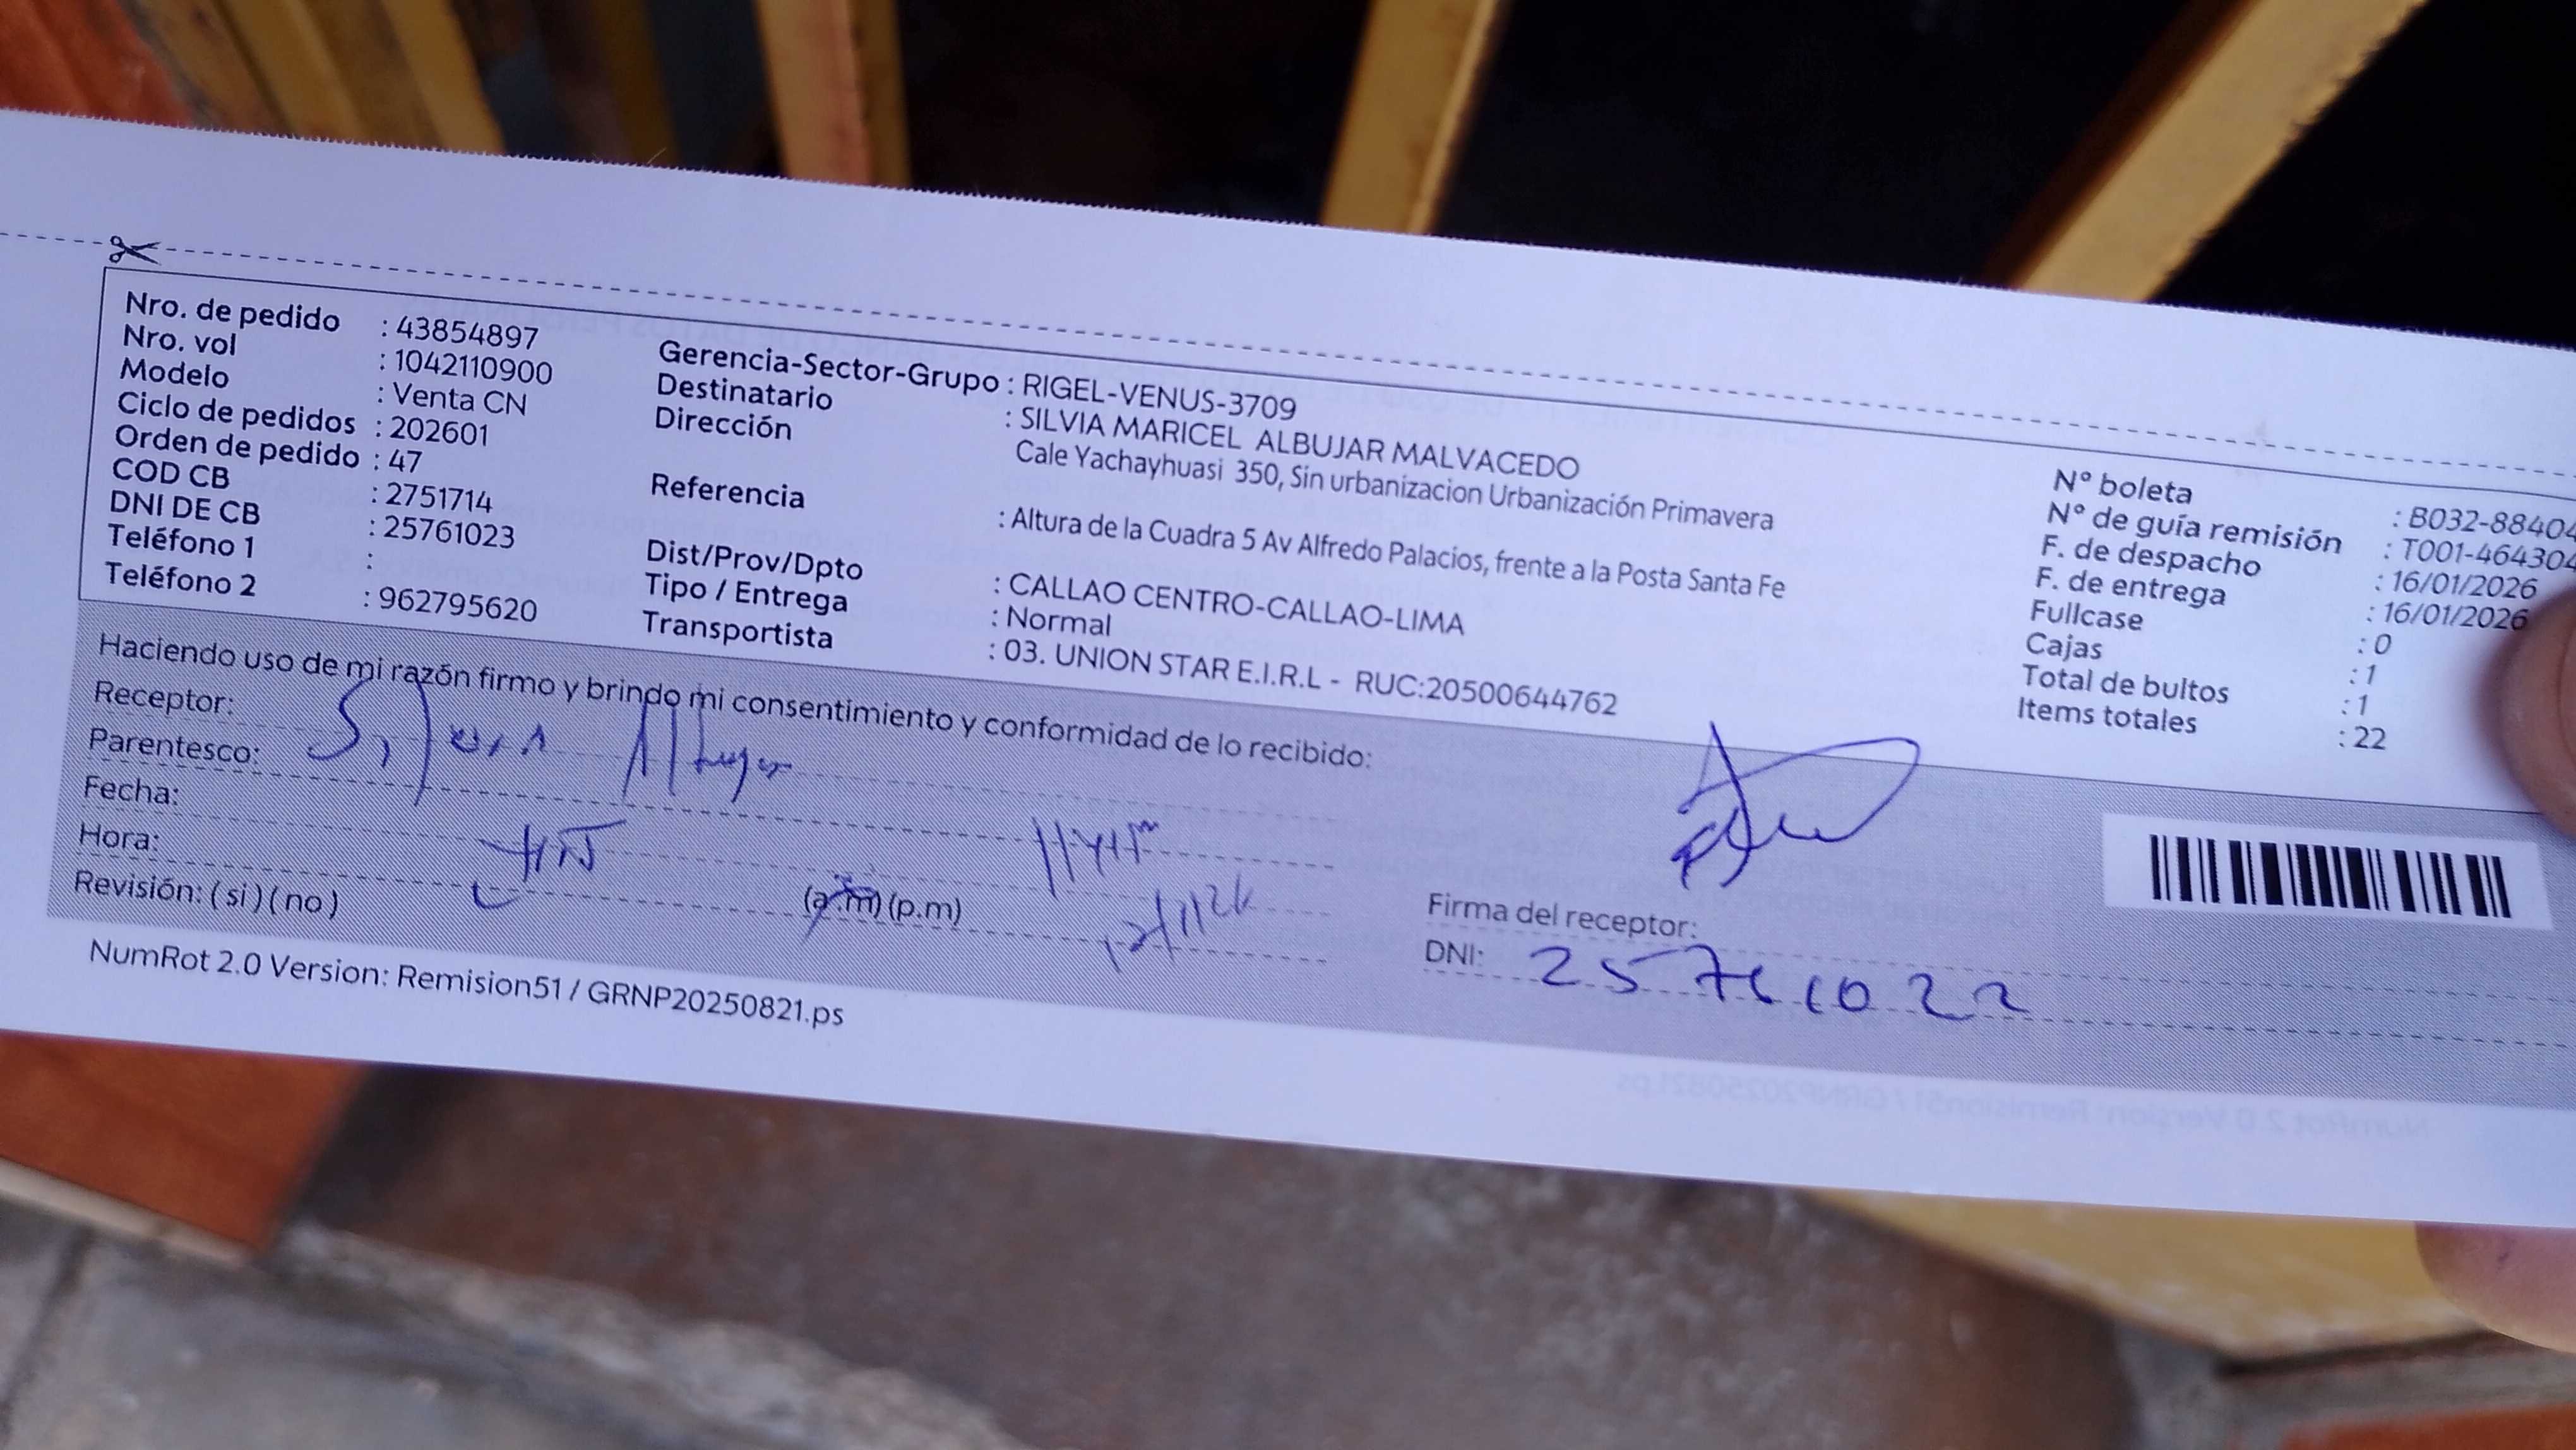 Nro. de pedido : 43854897
Nro. vol : 1042110900
Modelo : Venta CN
Ciclo de pedidos : 202601
Orden de pedido : 47
COD CB : 2751714
DNI DE CB : 25761023
Teléfono 1 :
Teléfono 2 : 962795620
Gerencia-Sector-Grupo : RIGEL-VENUS-3709
Destinatario : SILVIA MARICEL ALBUJAR MALVACEDO
Dirección Cale Yachayhuasi 350, Sin urbanizacion Urbanización Primavera
Referencia : Altura de la Cuadra 5 Av Alfredo Palacios, frente a la Posta Santa Fe
Dist/Prov/Dpto : CALLAO CENTRO-CALLAO-LIMA
Tipo / Entrega : Normal
Transportista : 03. UNION STAR E.I.R.L - RUC:20500644762
N° boleta : B032-88404
N° de guía remisión : T001-464304
F. de despacho : 16/01/2026
F. de entrega : 16/01/2026
Fullcase : 0
Cajas : 1
Total de bultos : 1
Items totales : 22
Haciendo uso de mi razón firmo y brindo mi consentimiento y conformidad de lo recibido:
Receptor: Silvia Albujar
Parentesco:
Fecha:
Hora: (a.m) (p.m)
Revisión: ( si ) ( no )
Firma del receptor:
DNI: 25761022
NumRot 2.0 Version: Remision51 / GRNP20250821.ps